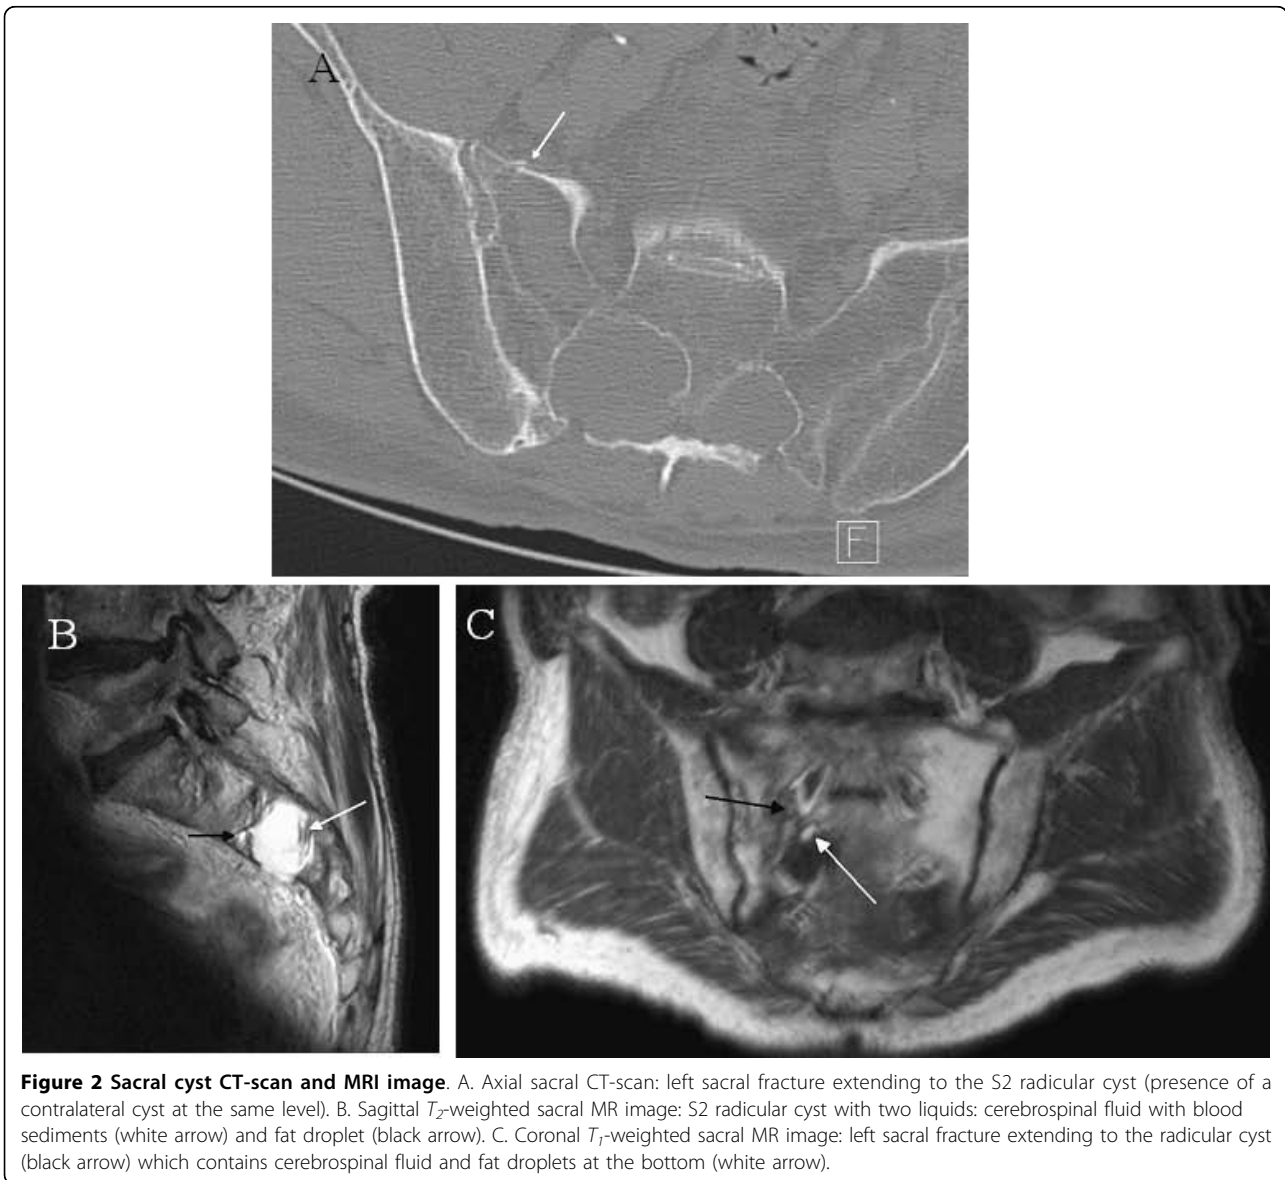 A
F
B
C
Figure 2 Sacral cyst CT-scan and MRI image. A. Axial sacral CT-scan: left sacral fracture extending to the S2 radicular cyst (presence of a
contralateral cyst at the same level). B. Sagittal T2-weighted sacral MR image: S2 radicular cyst with two liquids: cerebrospinal fluid with blood
sediments (white arrow) and fat droplet (black arrow). C. Coronal T1-weighted sacral MR image: left sacral fracture extending to the radicular cyst
(black arrow) which contains cerebrospinal fluid and fat droplets at the bottom (white arrow).